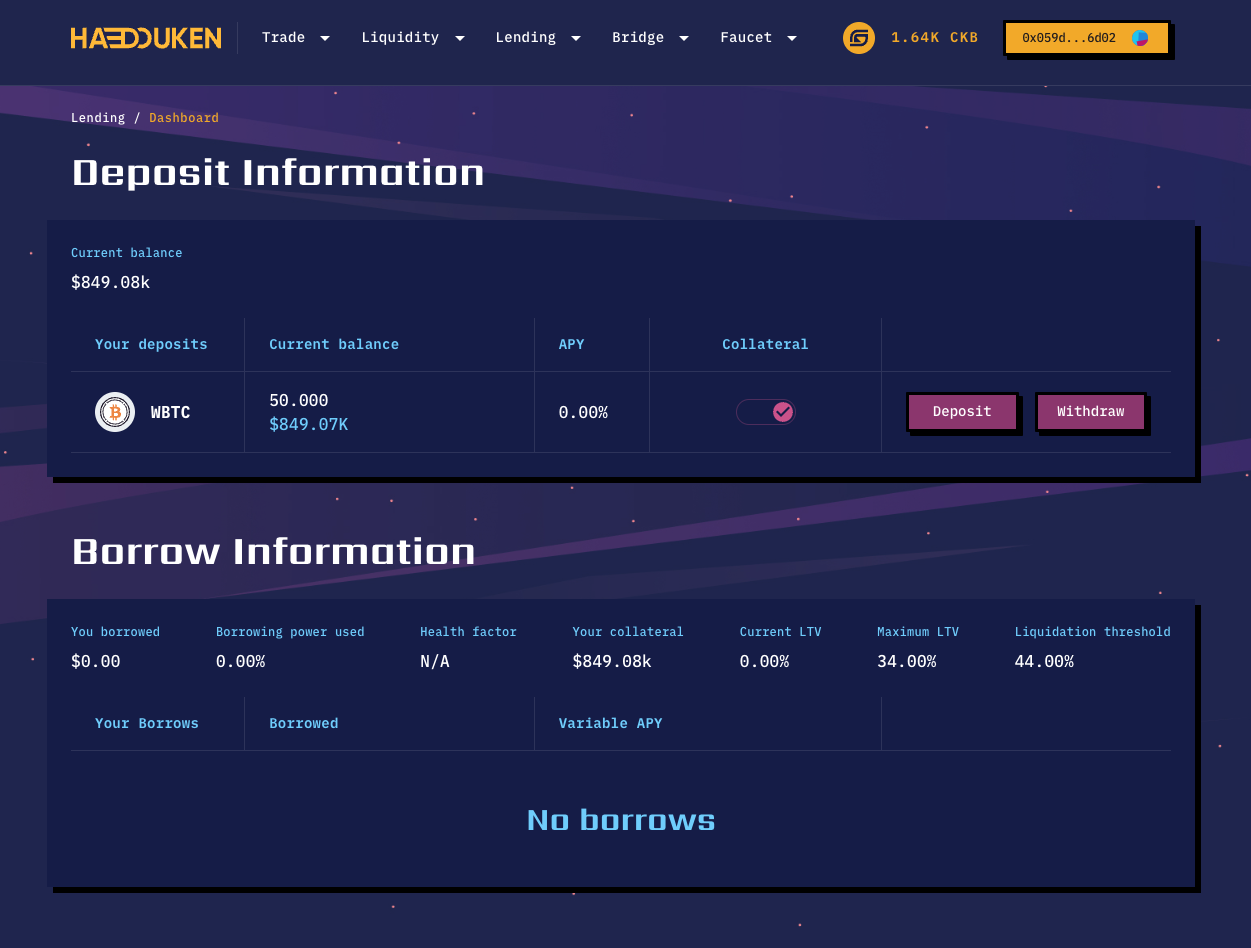 HADOUKEN
Trade Liquidity Lending Bridge Faucet 1.64K CKB 0x059d...6d02
Lending / Dashboard
Deposit Information
Current balance
$849.08k
Your deposits Current balance APY Collateral
WBTC 50.000 $849.07K 0.00% Deposit Withdraw
Borrow Information
You borrowed Borrowing power used Health factor Your collateral Current LTV Maximum LTV Liquidation threshold
$0.00 0.00% N/A $849.08k 0.00% 34.00% 44.00%
Your Borrows Borrowed Variable APY
No borrows